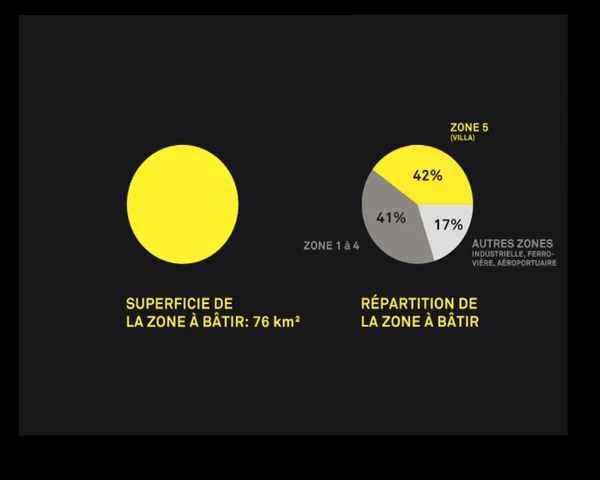 ZONE 5
(VILLA)
42%
41%
17%
ZONE 1 à 4
AUTRES ZONES
INDUSTRIELLE, FERRO-
VIÈRE, AÉROPORTUAIRE
SUPERFICIE DE
LA ZONE À BÂTIR: 76 km²
RÉPARTITION DE
LA ZONE À BÂTIR